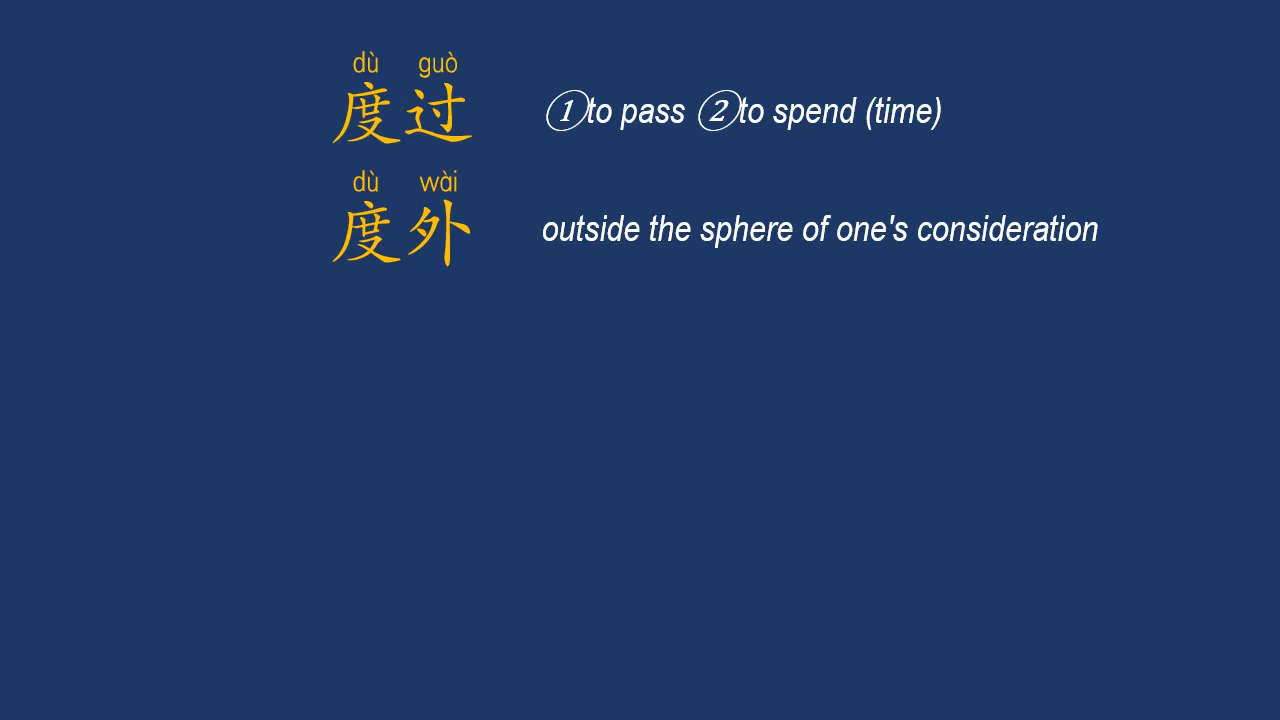 dù guò
度过 ①to pass ②to spend (time)
dù wài
度外 outside the sphere of one's consideration